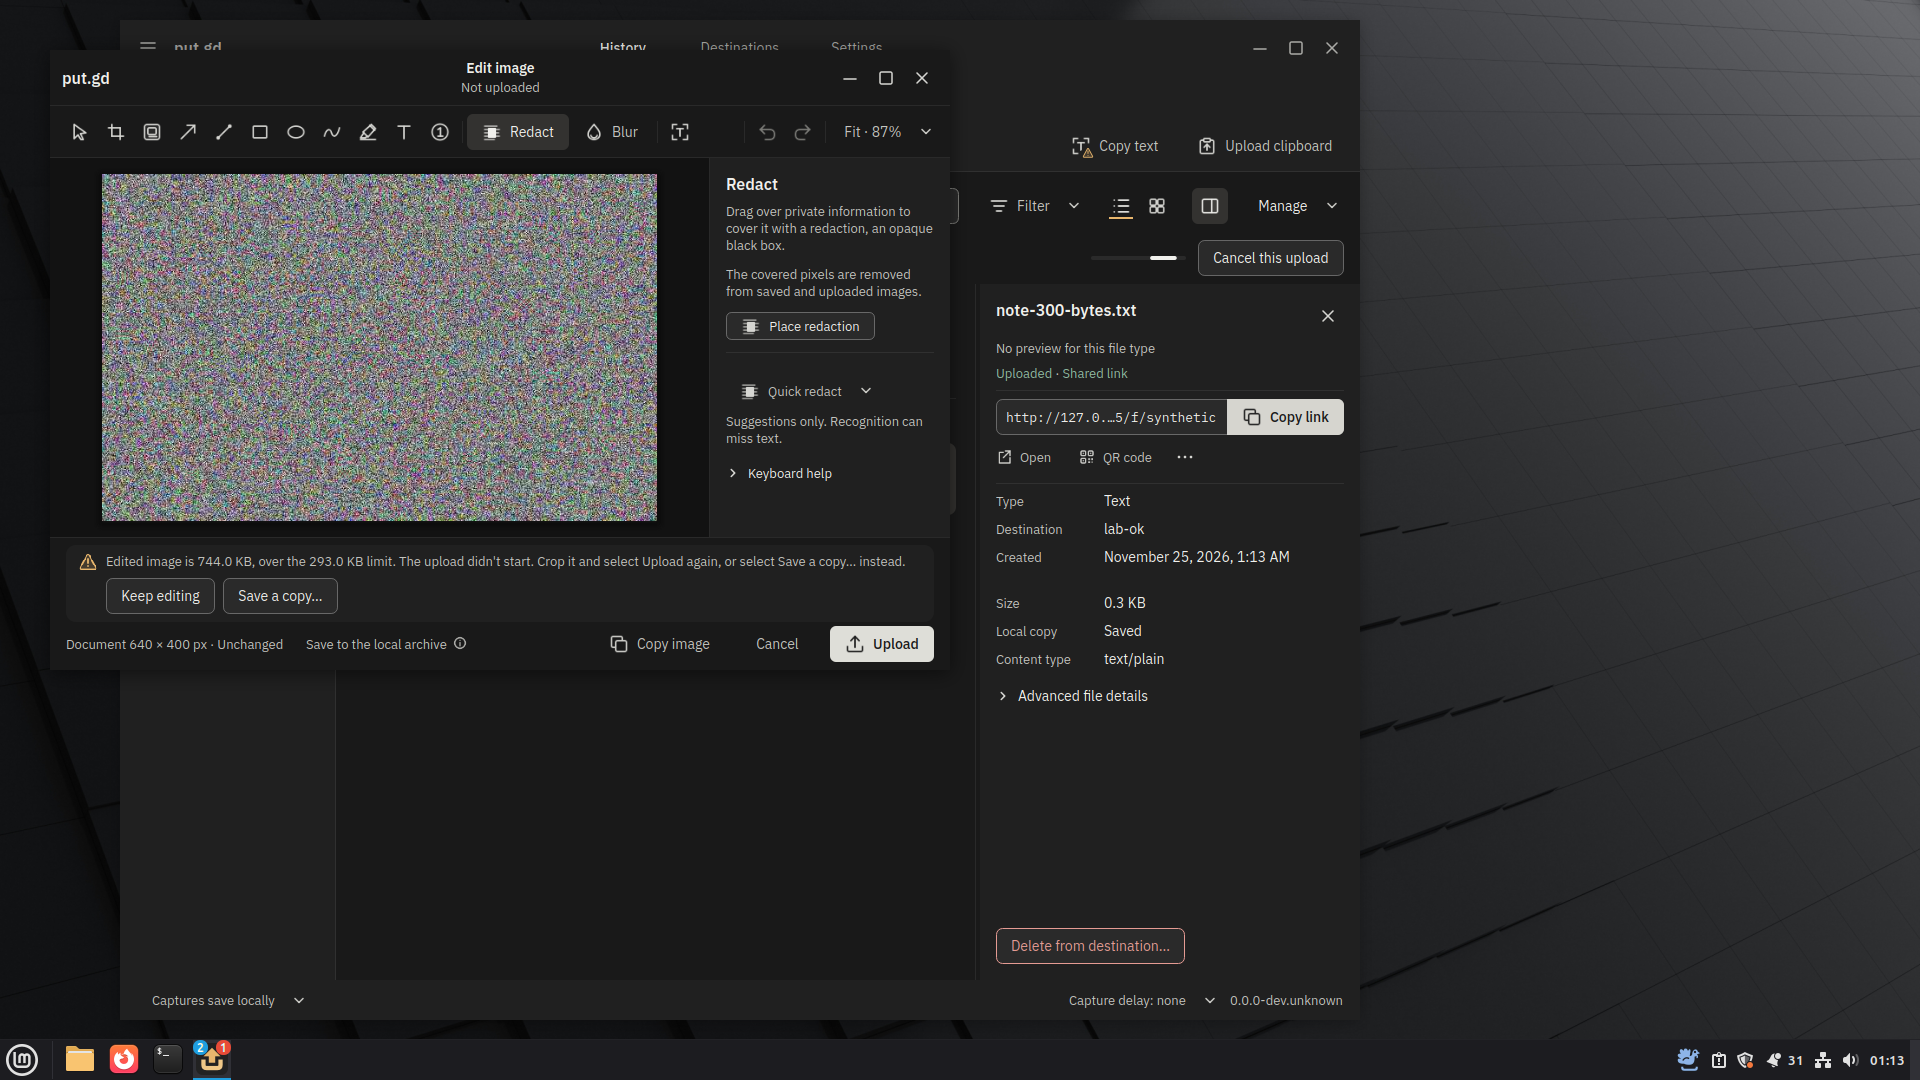 put.gd
History
Destinations
Settings
put.gd
Edit image
Not uploaded
Redact
Blur
Fit · 87%
Copy text
Upload clipboard
Filter
Manage
Cancel this upload
Redact
Drag over private information to
cover it with a redaction, an opaque
black box.
The covered pixels are removed
from saved and uploaded images.
Place redaction
Quick redact
Suggestions only. Recognition can
miss text.
Keyboard help
Edited image is 744.0 KB, over the 293.0 KB limit. The upload didn't start. Crop it and select Upload again, or select Save a copy... instead.
Keep editing
Save a copy...
Document 640 × 400 px · Unchanged
Save to the local archive
Copy image
Cancel
Upload
note-300-bytes.txt
No preview for this file type
Uploaded · Shared link
http://127.0.…5/f/synthetic
Copy link
Open
QR code
Type Text
Destination lab-ok
Created November 25, 2026, 1:13 AM
Size 0.3 KB
Local copy Saved
Content type text/plain
Advanced file details
Delete from destination...
Captures save locally
Capture delay: none
0.0.0-dev.unknown
2
1
31
01:13